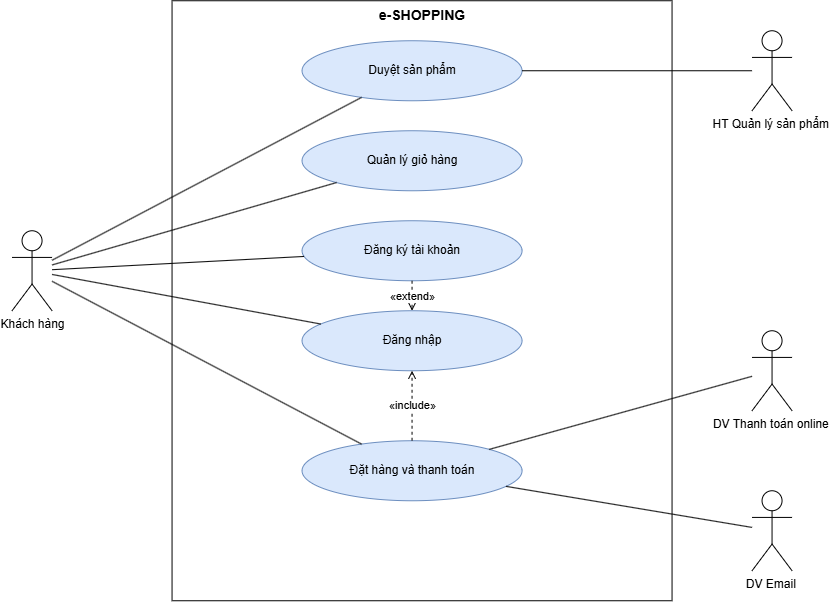 e-SHOPPING
Duyệt sản phẩm
HT Quản lý sản phẩm
Quản lý giỏ hàng
Đăng ký tài khoản
«extend»
Khách hàng
Đăng nhập
«include»
DV Thanh toán online
Đặt hàng và thanh toán
DV Email